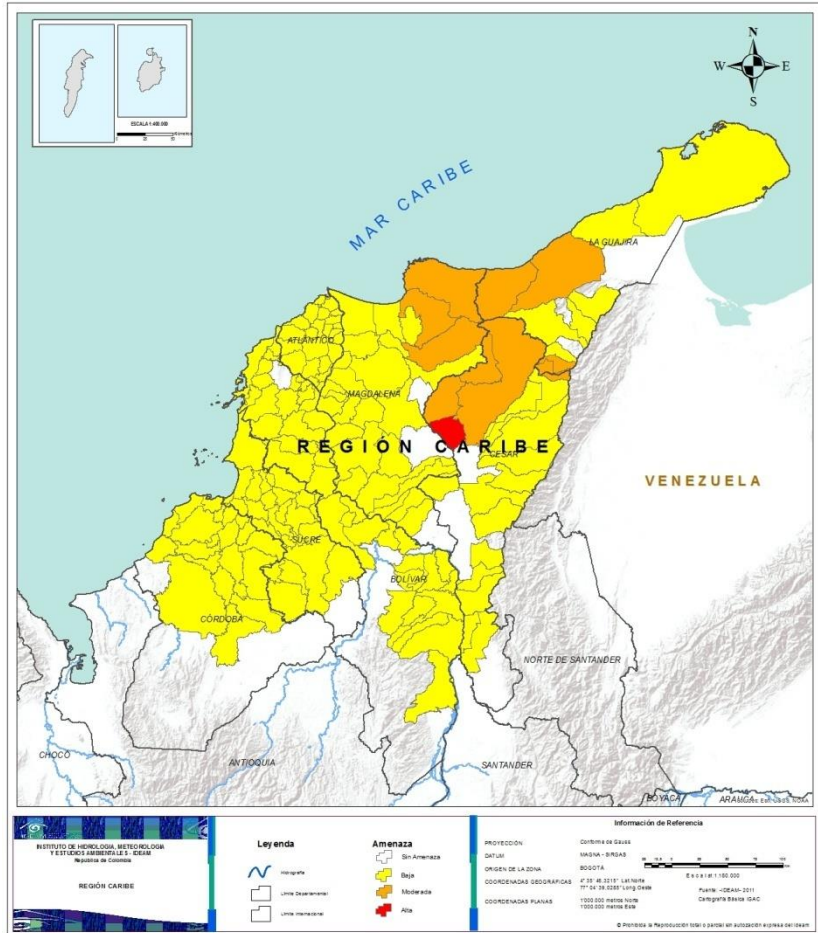 N
W E
S
ESCALA 1:400.000
MAR CARIBE
LA GUAJIRA
ATLÁNTICO
MAGDALENA
REGIÓN CARIBE
CESAR
VENEZUELA
SUCRE
BOLÍVAR
CÓRDOBA
NORTE DE SANTANDER
CHOCÓ
ANTIOQUIA
SANTANDER
BOYACÁ
ARAUCA
INSTITUTO DE HIDROLOGIA, METEOROLOGIA
Y ESTUDIOS AMBIENTALES - IDEAM
República de Colombia
REGIÓN CARIBE
Leyenda
Hidrografía
Límite Departamental
Límite Internacional
Amenaza
Sin Amenaza
Baja
Moderada
Alta
Información de Referencia
PROYECCIÓN Conforme de Gauss
DATUM MAGNA - SIRGAS
ORIGEN DE LA ZONA BOGOTÁ
COORDENADAS GEOGRÁFICAS
COORDENADAS PLANAS
1'000.000 metros Norte
1'000.000 metros Este
Fuente: IDEAM- 2011
Cartografía Básica IGAC
© Prohibida la Reproducción total o parcial sin autorización expresa del Ideam